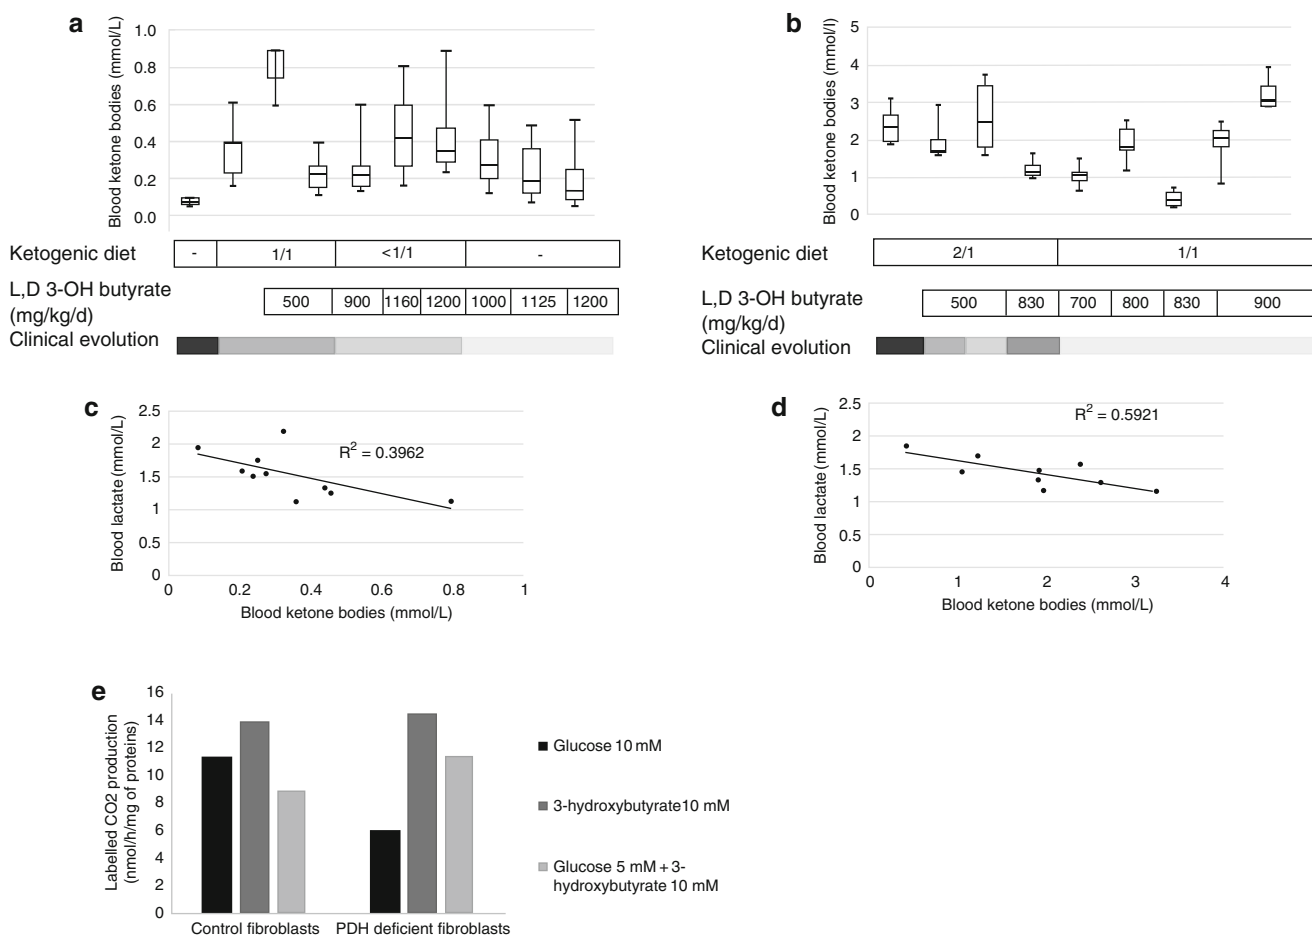 a
Blood ketone bodies (mmol/L)
1.0
0.8
0.6
0.4
0.2
0.0
Ketogenic diet
- 1/1 <1/1 -
L,D 3-OH butyrate
(mg/kg/d)
500 900 1160 1200 1000 1125 1200
Clinical evolution
b
Blood ketone bodies (mmol/l)
5
4
3
2
1
0
Ketogenic diet
2/1 1/1
L,D 3-OH butyrate
(mg/kg/d)
500 830 700 800 830 900
Clinical evolution
c
Blood lactate (mmol/L)
2.5
2
1.5
1
0.5
0
R² = 0.3962
0 0.2 0.4 0.6 0.8 1
Blood ketone bodies (mmol/L)
d
Blood lactate (mmol/L)
2.5
2
1.5
1
0.5
0
R² = 0.5921
0 1 2 3 4
Blood ketone bodies (mmol/L)
e
Labelled CO2 production
(nmol/h/mg of proteins)
16
14
12
10
8
6
4
2
0
Control fibroblasts PDH deficient fibroblasts
Glucose 10 mM
3-hydroxybutyrate10 mM
Glucose 5 mM + 3-
hydroxybutyrate 10 mM